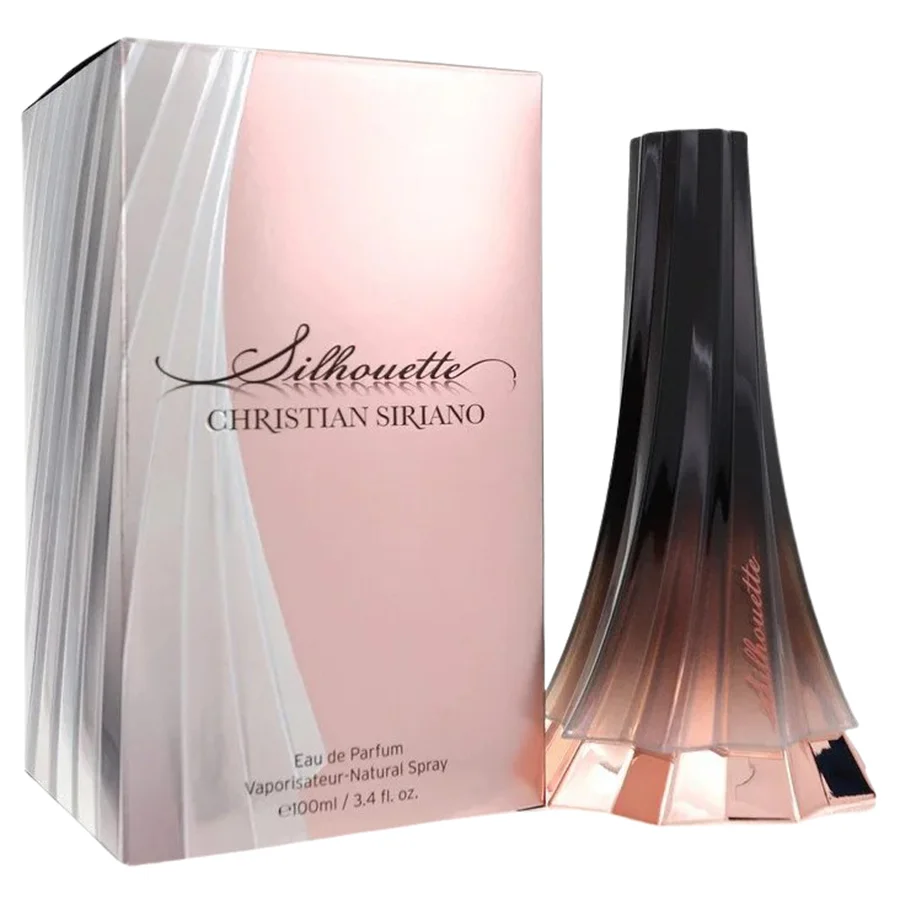 Silhouette
CHRISTIAN SIRIANO
Eau de Parfum
Vaporisateur-Natural Spray
℮100ml / 3.4 fl. oz.
Silhouette